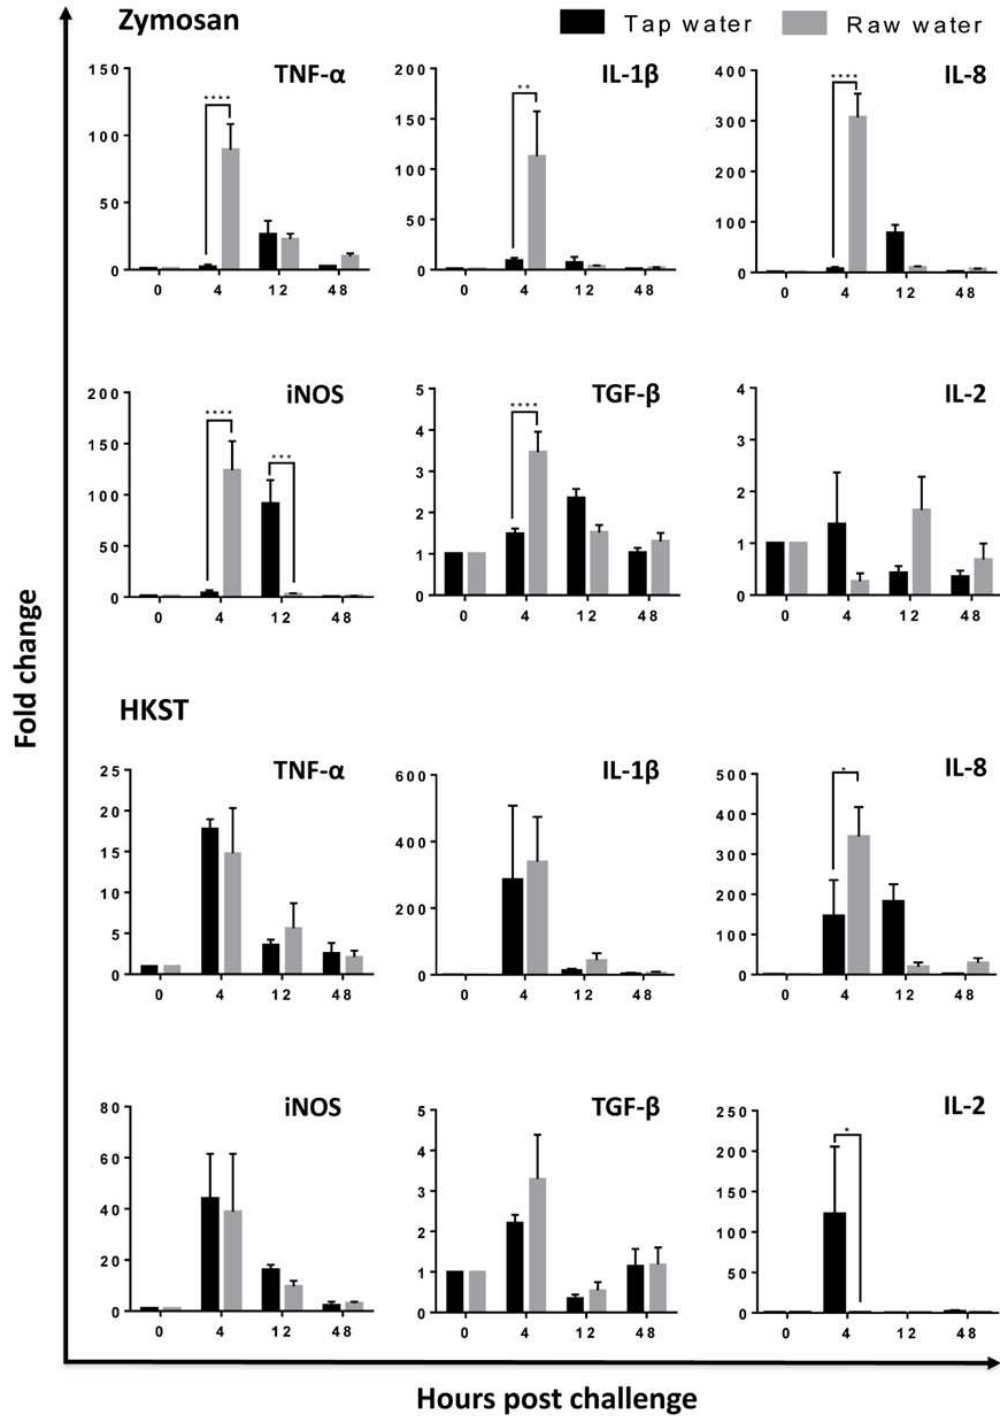 Zymosan
Tap water Raw water
TNF-α IL-1β IL-8
150 100 50 0
0 4 12 48
200 150 100 50 0
0 4 12 48
400 300 200 100 0
0 4 12 48
**** ** ****
iNOS TGF-β IL-2
200 150 100 50 0
0 4 12 48
5 4 3 2 1 0
0 4 12 48
4 3 2 1 0
0 4 12 48
**** *** ****
Fold change
HKST
TNF-α IL-1β IL-8
25 20 15 10 5 0
0 4 12 48
600 400 200 0
0 4 12 48
500 400 300 200 100 0
0 4 12 48
*
iNOS TGF-β IL-2
80 60 40 20 0
0 4 12 48
5 4 3 2 1 0
0 4 12 48
250 200 150 100 50 0
0 4 12 48
*
Hours post challenge